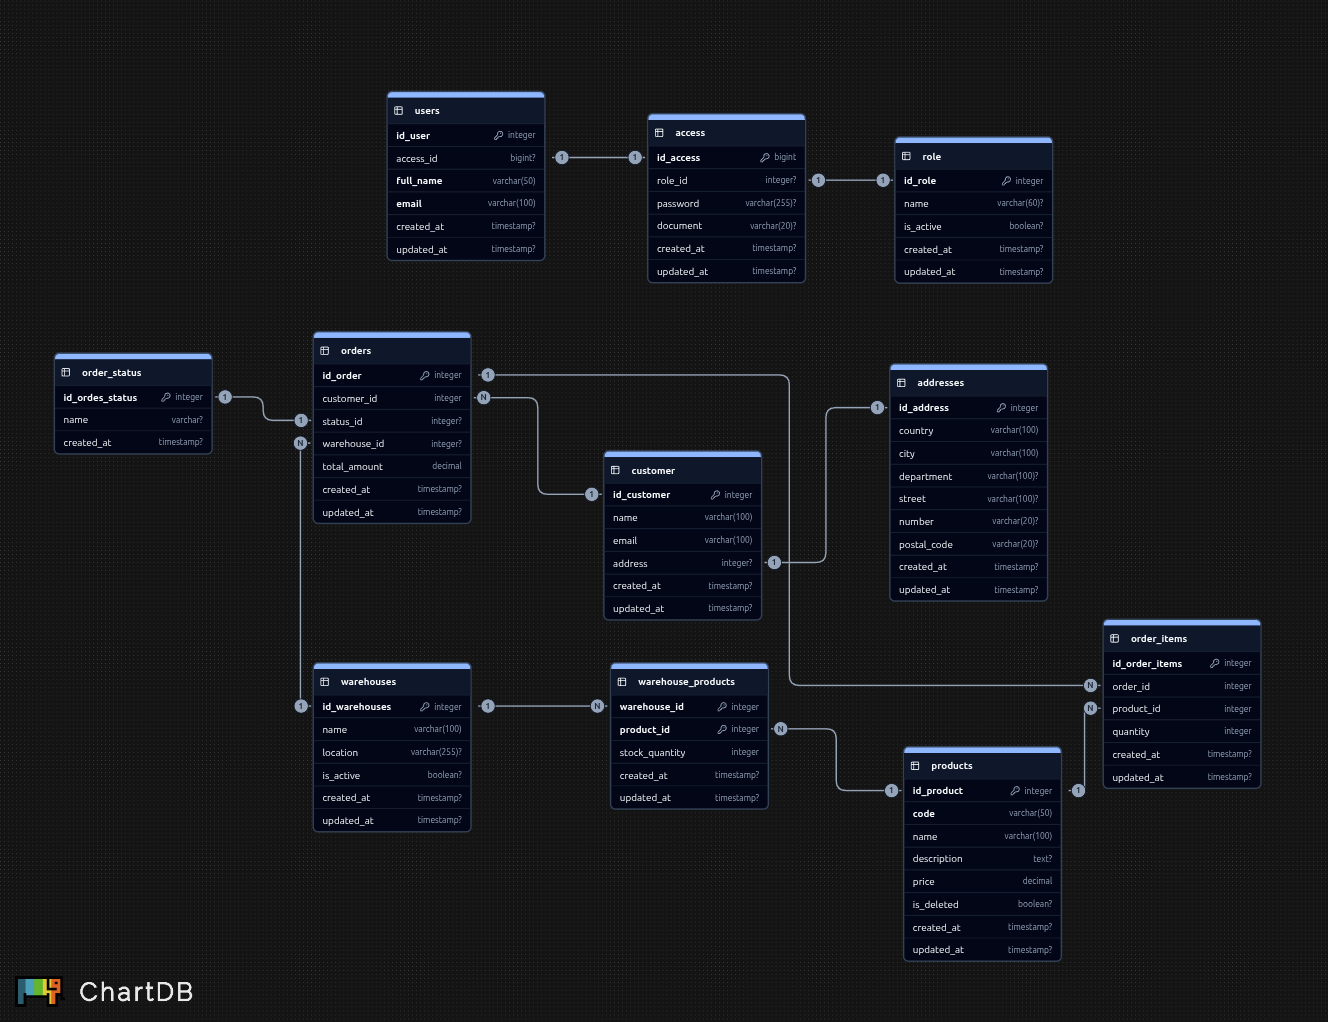 users
id_user integer
access_id bigint?
full_name varchar(50)
email varchar(100)
created_at timestamp?
updated_at timestamp?
1 1
access
id_access bigint
role_id integer?
password varchar(255)?
document varchar(20)?
created_at timestamp?
updated_at timestamp?
1 1
role
id_role integer
name varchar(60)?
is_active boolean?
created_at timestamp?
updated_at timestamp?
order_status
id_ordes_status integer
name varchar?
created_at timestamp?
1 1
orders
id_order integer
customer_id integer
status_id integer?
warehouse_id integer?
total_amount decimal
created_at timestamp?
updated_at timestamp?
1 N
N 1
N 1
customer
id_customer integer
name varchar(100)
email varchar(100)
address integer?
created_at timestamp?
updated_at timestamp?
1 1
addresses
id_address integer
country varchar(100)
city varchar(100)
department varchar(100)?
street varchar(100)?
number varchar(20)?
postal_code varchar(20)?
created_at timestamp?
updated_at timestamp?
warehouses
id_warehouses integer
name varchar(100)
location varchar(255)?
is_active boolean?
created_at timestamp?
updated_at timestamp?
1 N
warehouse_products
warehouse_id integer
product_id integer
stock_quantity integer
created_at timestamp?
updated_at timestamp?
N 1
products
id_product integer
code varchar(50)
name varchar(100)
description text?
price decimal
is_deleted boolean?
created_at timestamp?
updated_at timestamp?
1 N
order_items
id_order_items integer
order_id integer
product_id integer
quantity integer
created_at timestamp?
updated_at timestamp?
ChartDB